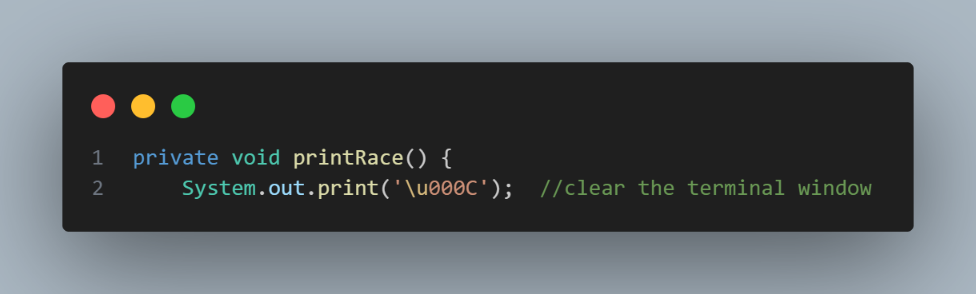 1 private void printRace() {
2 System.out.print('\u000C'); //clear the terminal window